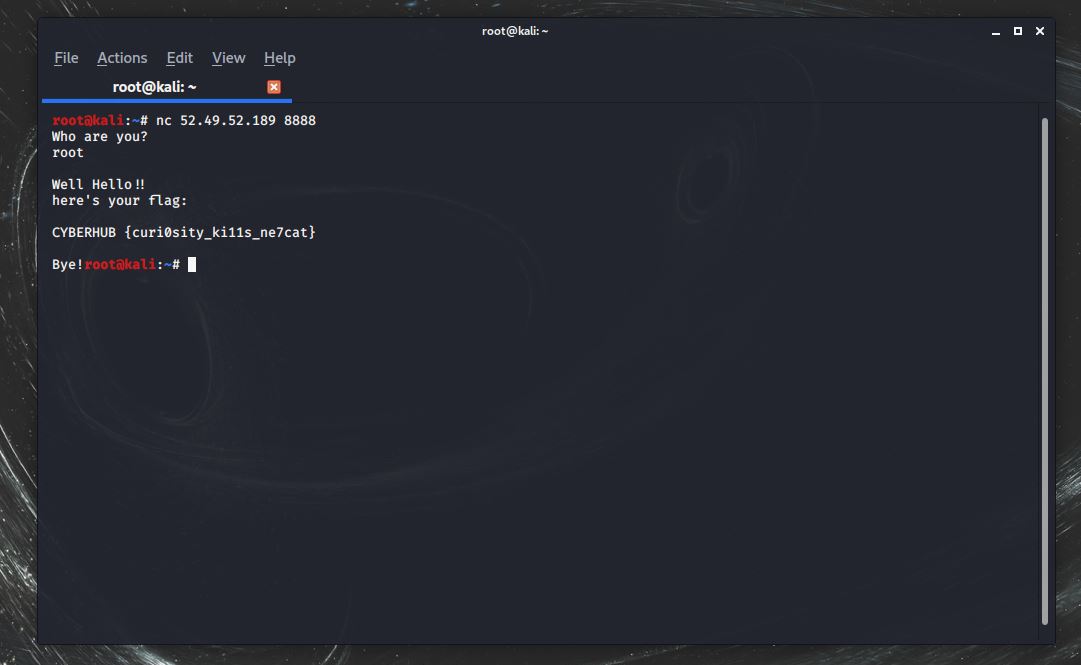 root@kali: ~
File Actions Edit View Help
root@kali: ~
root@kali:~# nc 52.49.52.189 8888
Who are you?
root
Well Hello!!
here's your flag:
CYBERHUB {curi0sity_ki11s_ne7cat}
Bye!root@kali:~#